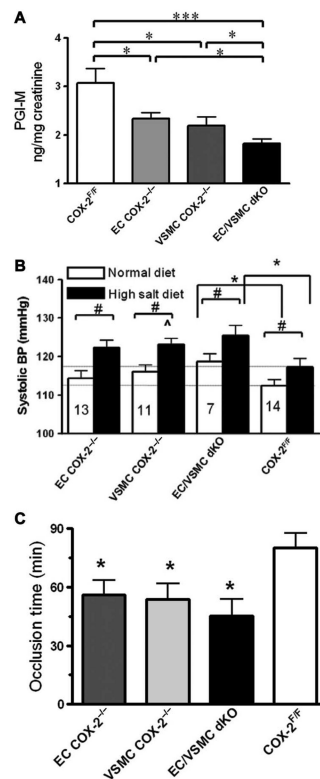 A
***
* *
* *
PGI-M
ng/mg creatinine
4
3
2
1
COX-2F/F
EC COX-2–/–
VSMC COX-2–/–
EC/VSMC dKO
B
Normal diet
High salt diet
*
*
#
#
^
#
#
Systolic BP (mmHg)
130
120
110
100
13
11
7
14
EC COX-2–/–
VSMC COX-2–/–
EC/VSMC dKO
COX-2F/F
C
Occlusion time (min)
90
60
30
0
*
*
*
EC COX-2–/–
VSMC COX-2–/–
EC/VSMC dKO
COX-2F/F